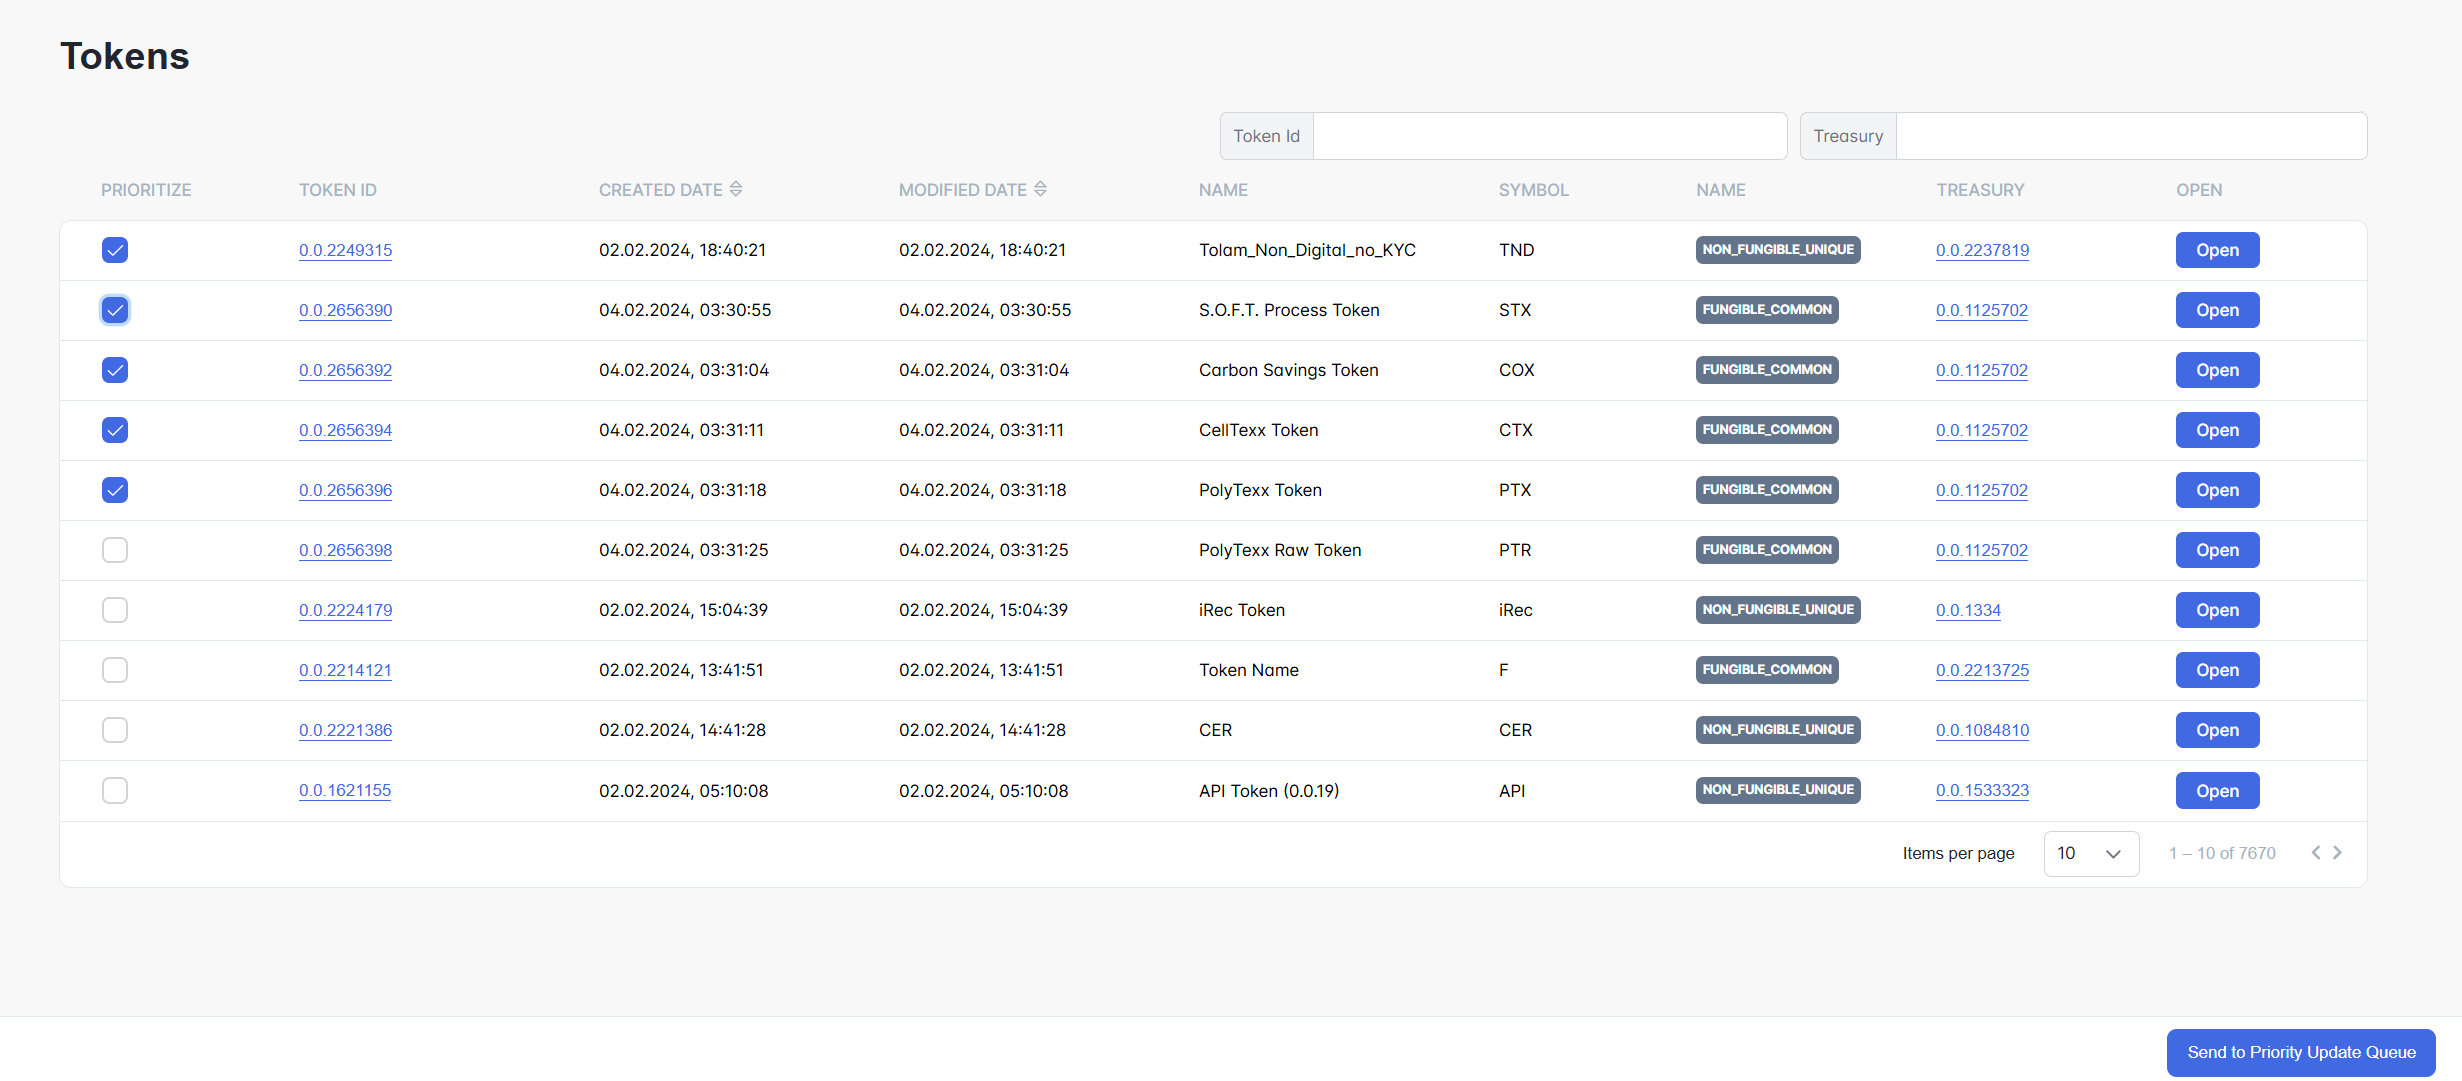 Tokens
Token Id Treasury
PRIORITIZE TOKEN ID CREATED DATE MODIFIED DATE NAME SYMBOL NAME TREASURY OPEN
0.0.2249315 02.02.2024, 18:40:21 02.02.2024, 18:40:21 Tolam_Non_Digital_no_KYC TND NON_FUNGIBLE_UNIQUE 0.0.2237819 Open
0.0.2656390 04.02.2024, 03:30:55 04.02.2024, 03:30:55 S.O.F.T. Process Token STX FUNGIBLE_COMMON 0.0.1125702 Open
0.0.2656392 04.02.2024, 03:31:04 04.02.2024, 03:31:04 Carbon Savings Token COX FUNGIBLE_COMMON 0.0.1125702 Open
0.0.2656394 04.02.2024, 03:31:11 04.02.2024, 03:31:11 CellTexx Token CTX FUNGIBLE_COMMON 0.0.1125702 Open
0.0.2656396 04.02.2024, 03:31:18 04.02.2024, 03:31:18 PolyTexx Token PTX FUNGIBLE_COMMON 0.0.1125702 Open
0.0.2656398 04.02.2024, 03:31:25 04.02.2024, 03:31:25 PolyTexx Raw Token PTR FUNGIBLE_COMMON 0.0.1125702 Open
0.0.2224179 02.02.2024, 15:04:39 02.02.2024, 15:04:39 iRec Token iRec NON_FUNGIBLE_UNIQUE 0.0.1334 Open
0.0.2214121 02.02.2024, 13:41:51 02.02.2024, 13:41:51 Token Name F FUNGIBLE_COMMON 0.0.2213725 Open
0.0.2221386 02.02.2024, 14:41:28 02.02.2024, 14:41:28 CER CER NON_FUNGIBLE_UNIQUE 0.0.1084810 Open
0.0.1621155 02.02.2024, 05:10:08 02.02.2024, 05:10:08 API Token (0.0.19) API NON_FUNGIBLE_UNIQUE 0.0.1533323 Open
Items per page 10 1 – 10 of 7670
Send to Priority Update Queue